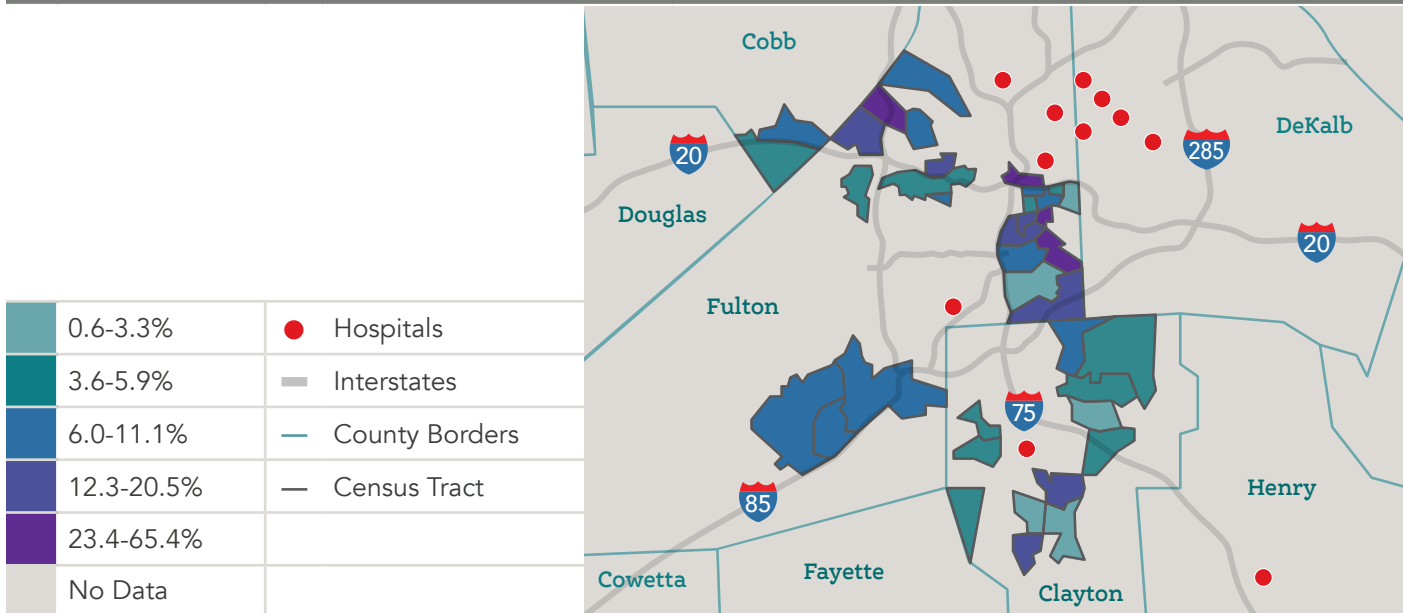 0.6-3.3% Hospitals
3.6-5.9% Interstates
6.0-11.1% County Borders
12.3-20.5% Census Tract
23.4-65.4%
No Data
Cobb
DeKalb
20
285
Douglas
20
Fulton
75
85
Henry
Fayette
Cowetta
Clayton